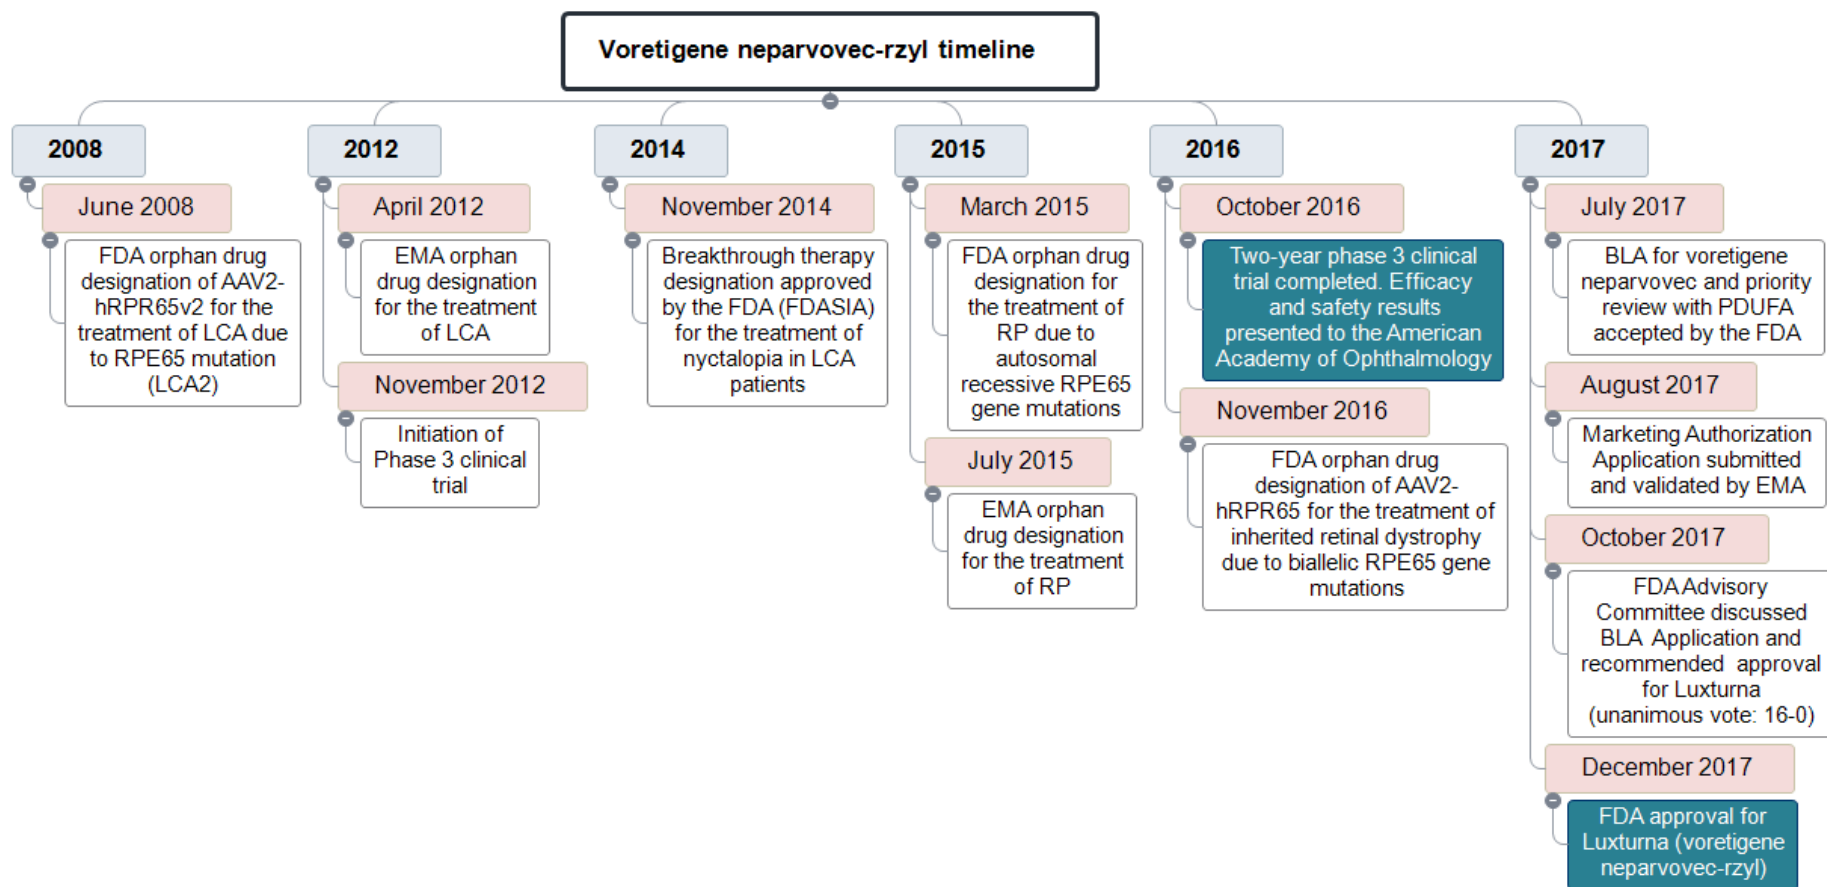 Voretigene neparvovec-rzyl timeline
2008
June 2008
FDA orphan drug
designation of AAV2-
hRPR65v2 for the
treatment of LCA due
to RPE65 mutation
(LCA2)
2012
April 2012
EMA orphan
drug designation
for the treatment
of LCA
November 2012
Initiation of
Phase 3 clinical
trial
2014
November 2014
Breakthrough therapy
designation approved
by the FDA (FDASIA)
for the treatment of
nyctalopia in LCA
patients
2015
March 2015
FDA orphan drug
designation for
the treatment of
RP due to
autosomal
recessive RPE65
gene mutations
July 2015
EMA orphan
drug designation
for the treatment
of RP
2016
October 2016
Two-year phase 3 clinical
trial completed. Efficacy
and safety results
presented to the American
Academy of Ophthalmology
November 2016
FDA orphan drug
designation of AAV2-
hRPR65 for the treatment of
inherited retinal dystrophy
due to biallelic RPE65 gene
mutations
2017
July 2017
BLA for voretigene
neparvovec and priority
review with PDUFA
accepted by the FDA
August 2017
Marketing Authorization
Application submitted
and validated by EMA
October 2017
FDA Advisory
Committee discussed
BLA Application and
recommended approval
for Luxturna
(unanimous vote: 16-0)
December 2017
FDA approval for
Luxturna (voretigene
neparvovec-rzyl)